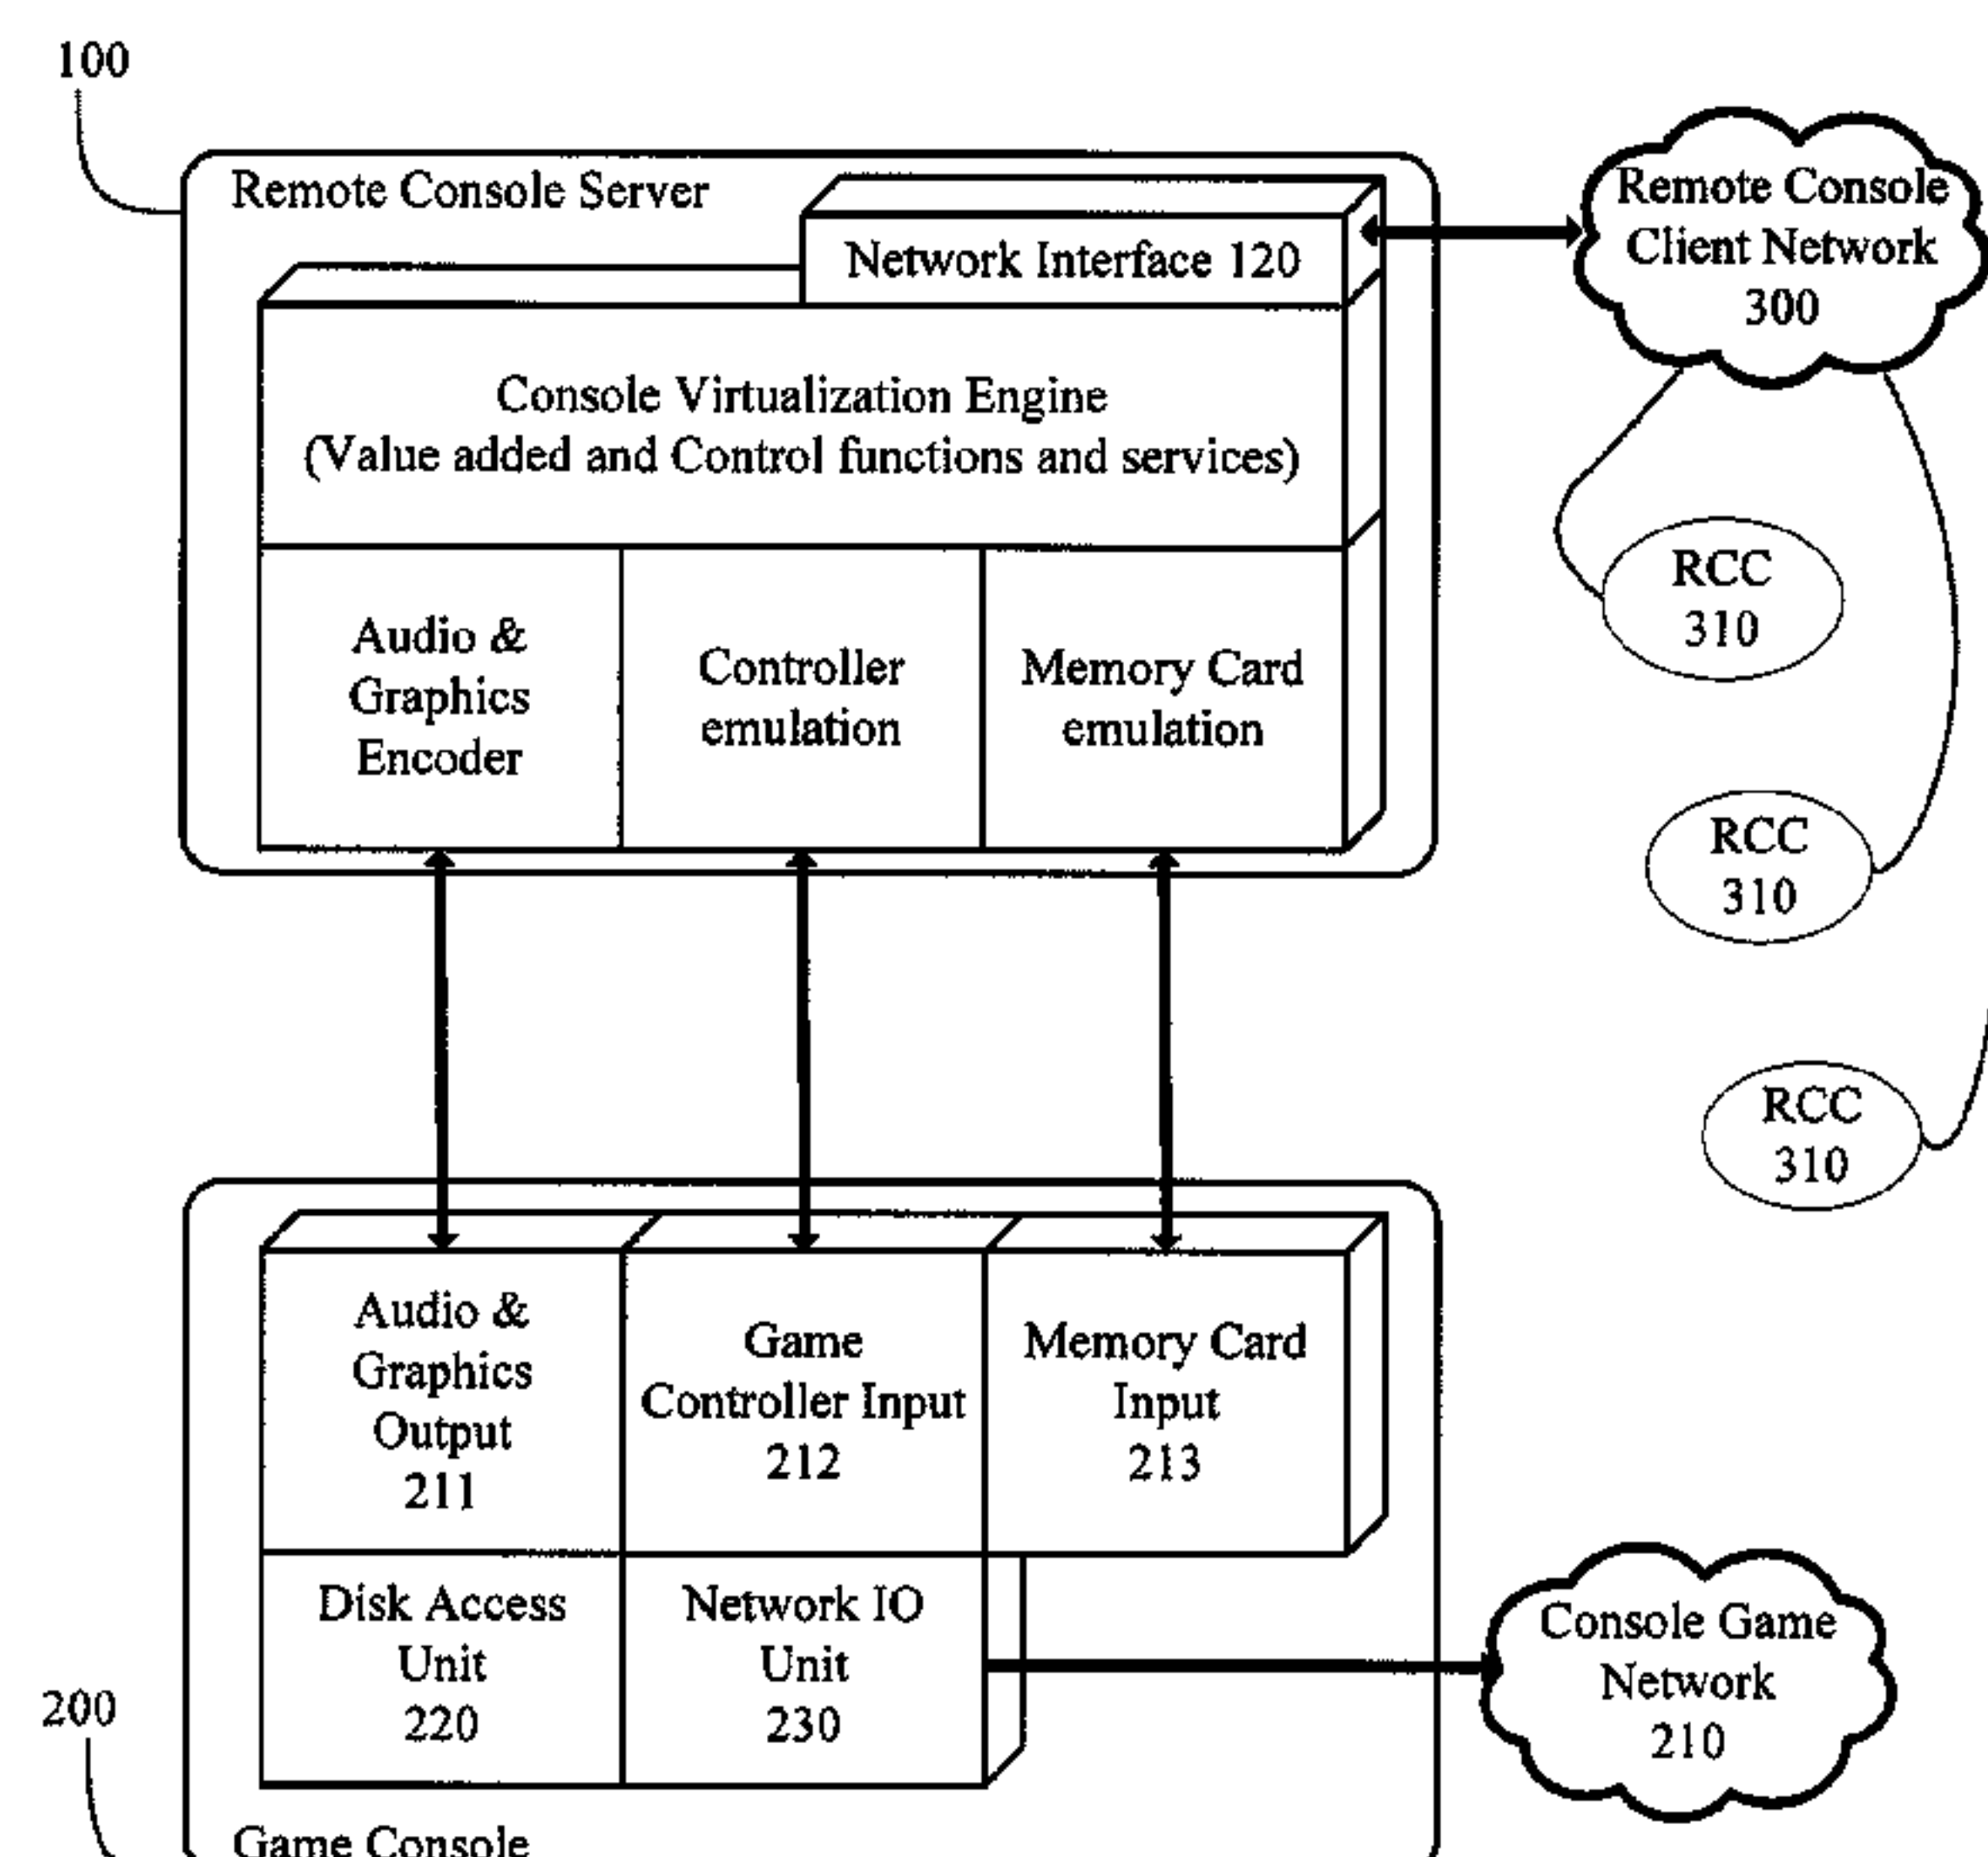 100
Remote Console Server
Network Interface 120
Remote Console
Client Network
300
Console Virtualization Engine
(Value added and Control functions and services)
Audio &
Graphics
Encoder
Controller
emulation
Memory Card
emulation
RCC
310
RCC
310
RCC
310
Audio &
Graphics
Output
211
Game
Controller Input
212
Memory Card
Input
213
Disk Access
Unit
220
Network IO
Unit
230
Console Game
Network
210
200
Game Console